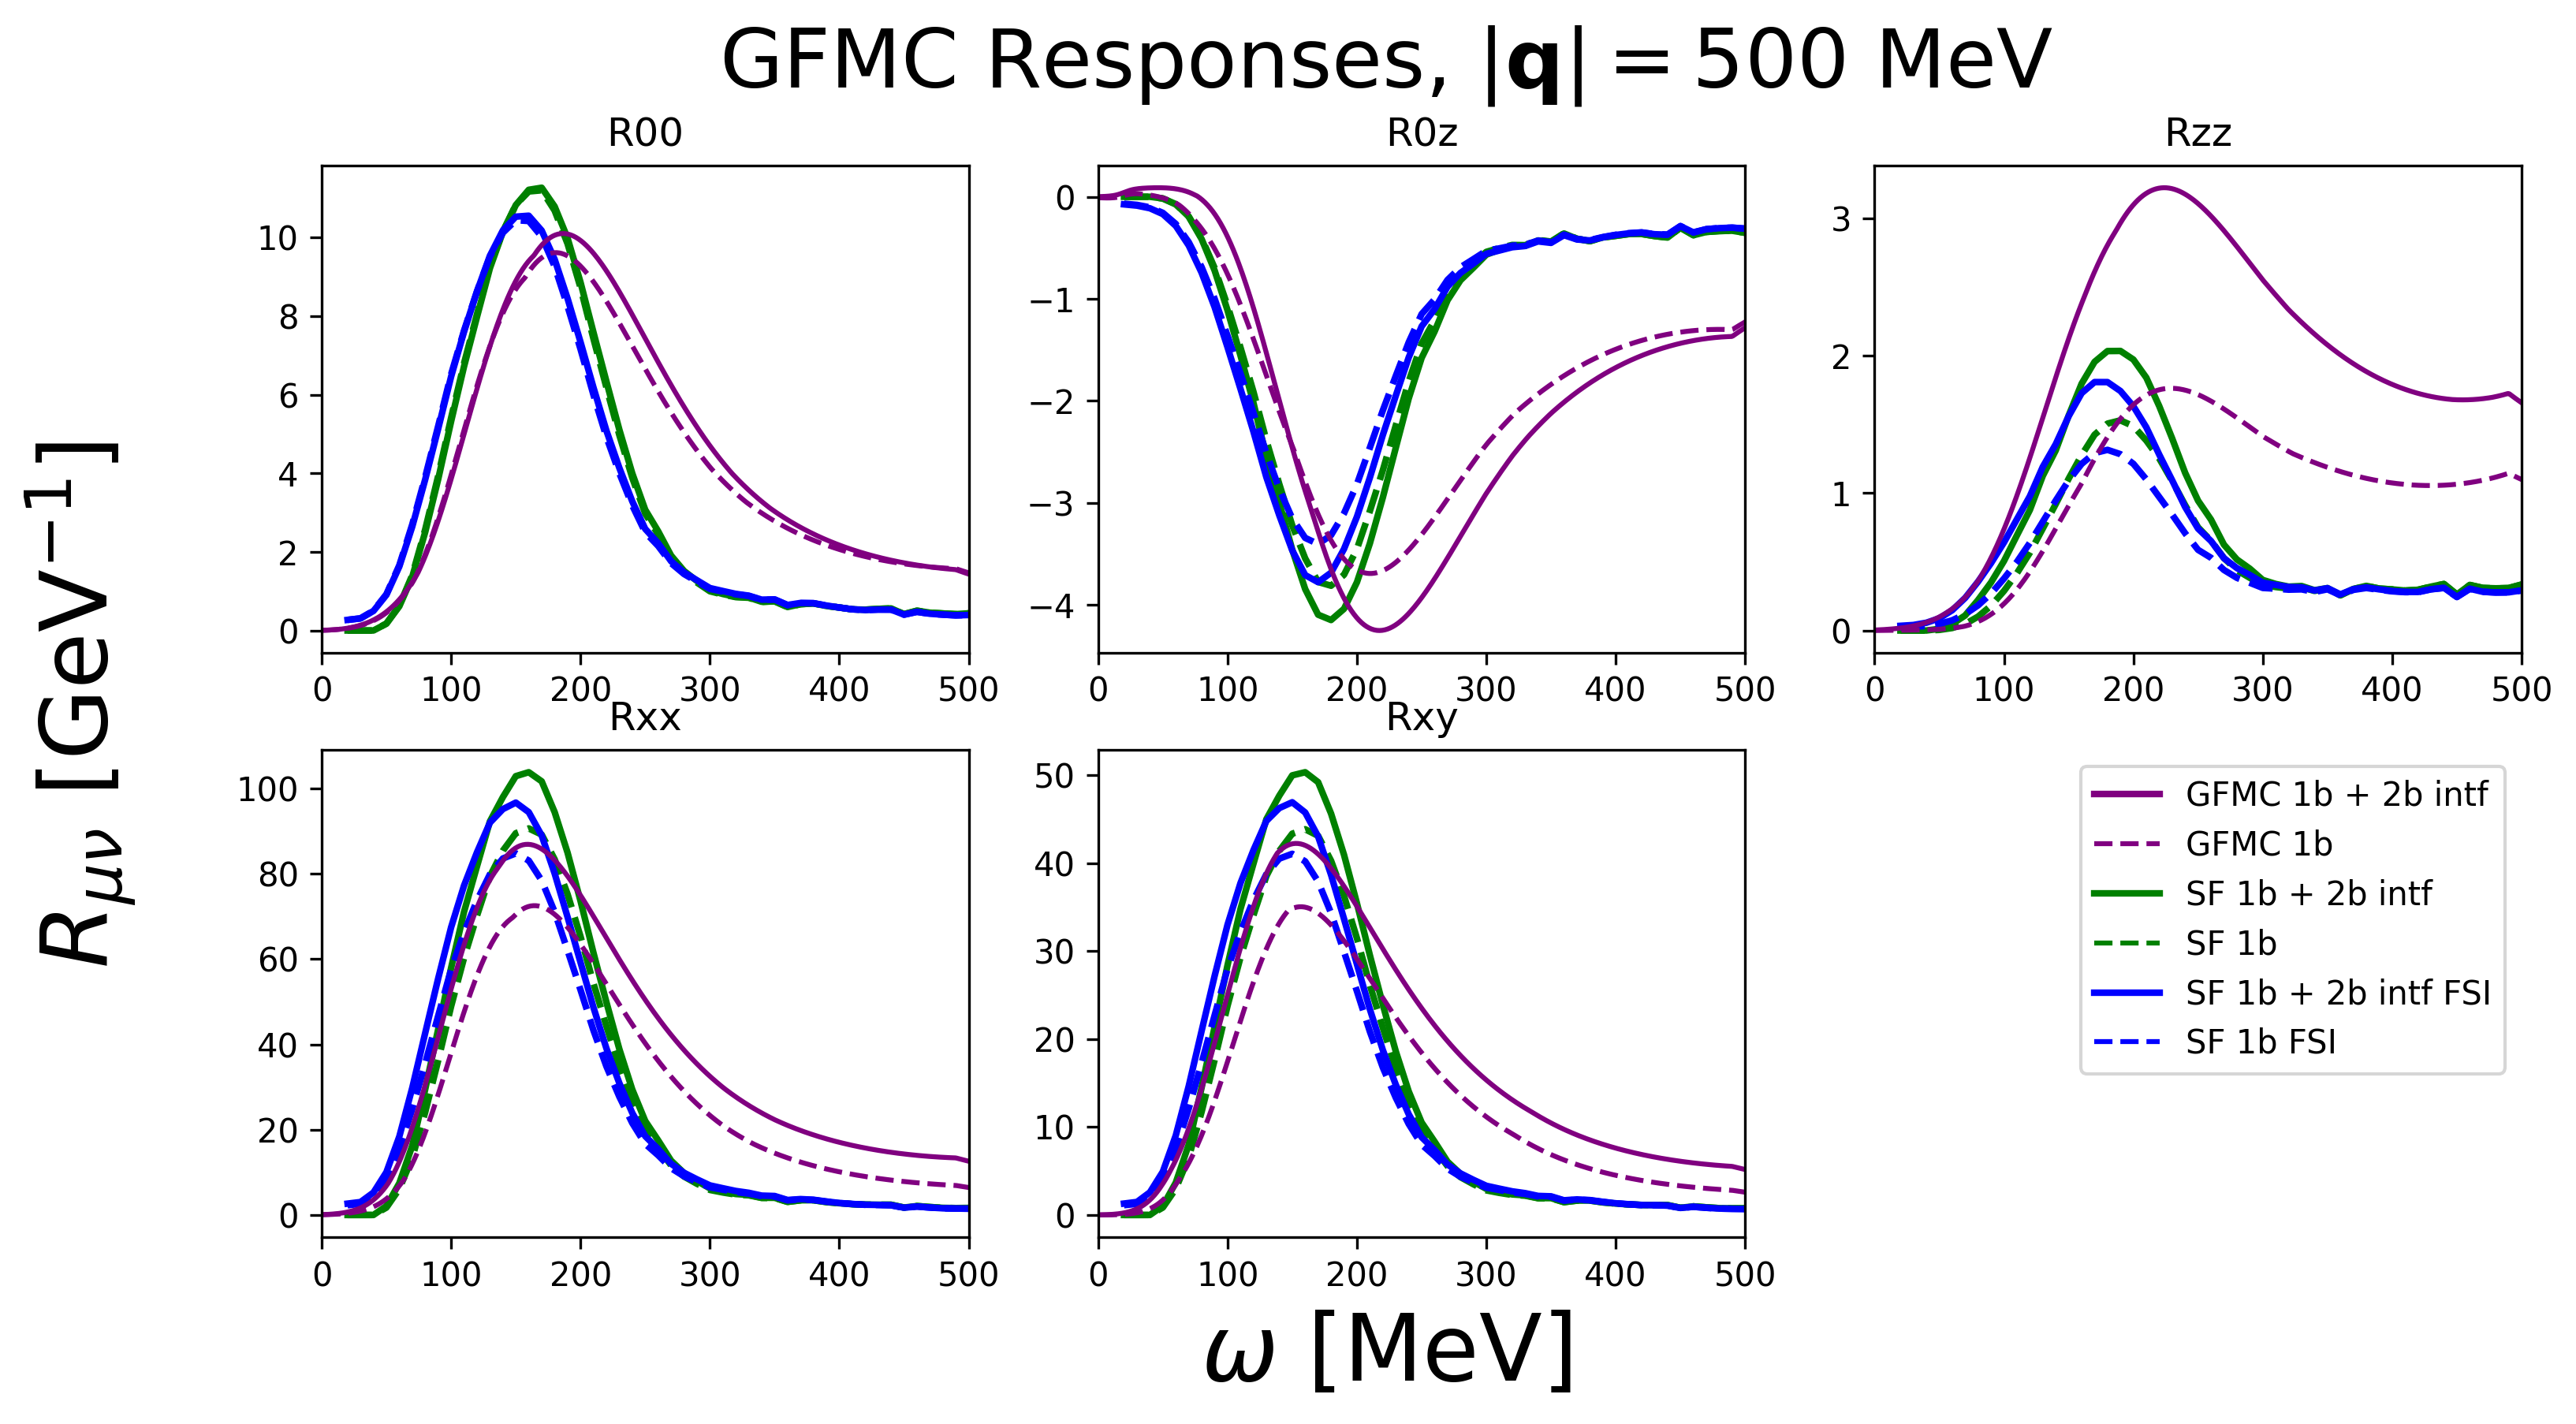 GFMC Responses, |q| = 500 MeV
R00
R0z
Rzz
10
8
6
4
2
0
0 100 200 300 400 500
0
−1
−2
−3
−4
0 100 200 300 400 500
3
2
1
0
0 100 200 300 400 500
Rμν [GeV−1]
Rxx
Rxy
100
80
60
40
20
0
0 100 200 300 400 500
50
40
30
20
10
0
0 100 200 300 400 500
GFMC 1b + 2b intf
GFMC 1b
SF 1b + 2b intf
SF 1b
SF 1b + 2b intf FSI
SF 1b FSI
ω [MeV]